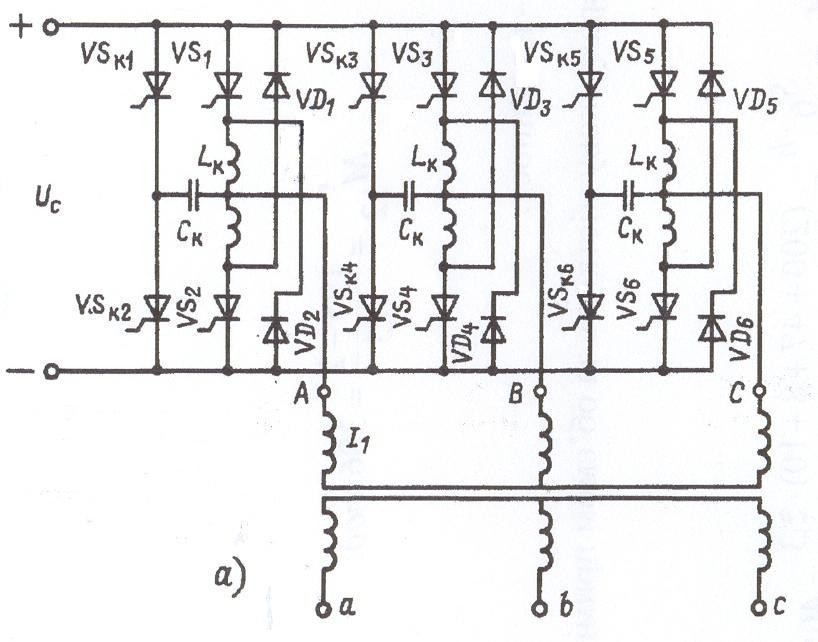 +
VSк1 VS1 VD1 VSк3 VS3 VD3 VSк5 VS5 VD5
Uс
Lк Lк Lк
Cк Cк Cк
VSк2 VS2 VD2 VSк4 VS4 VD4 VSк6 VS6 VD6
—
A B C
I1
а) a b c